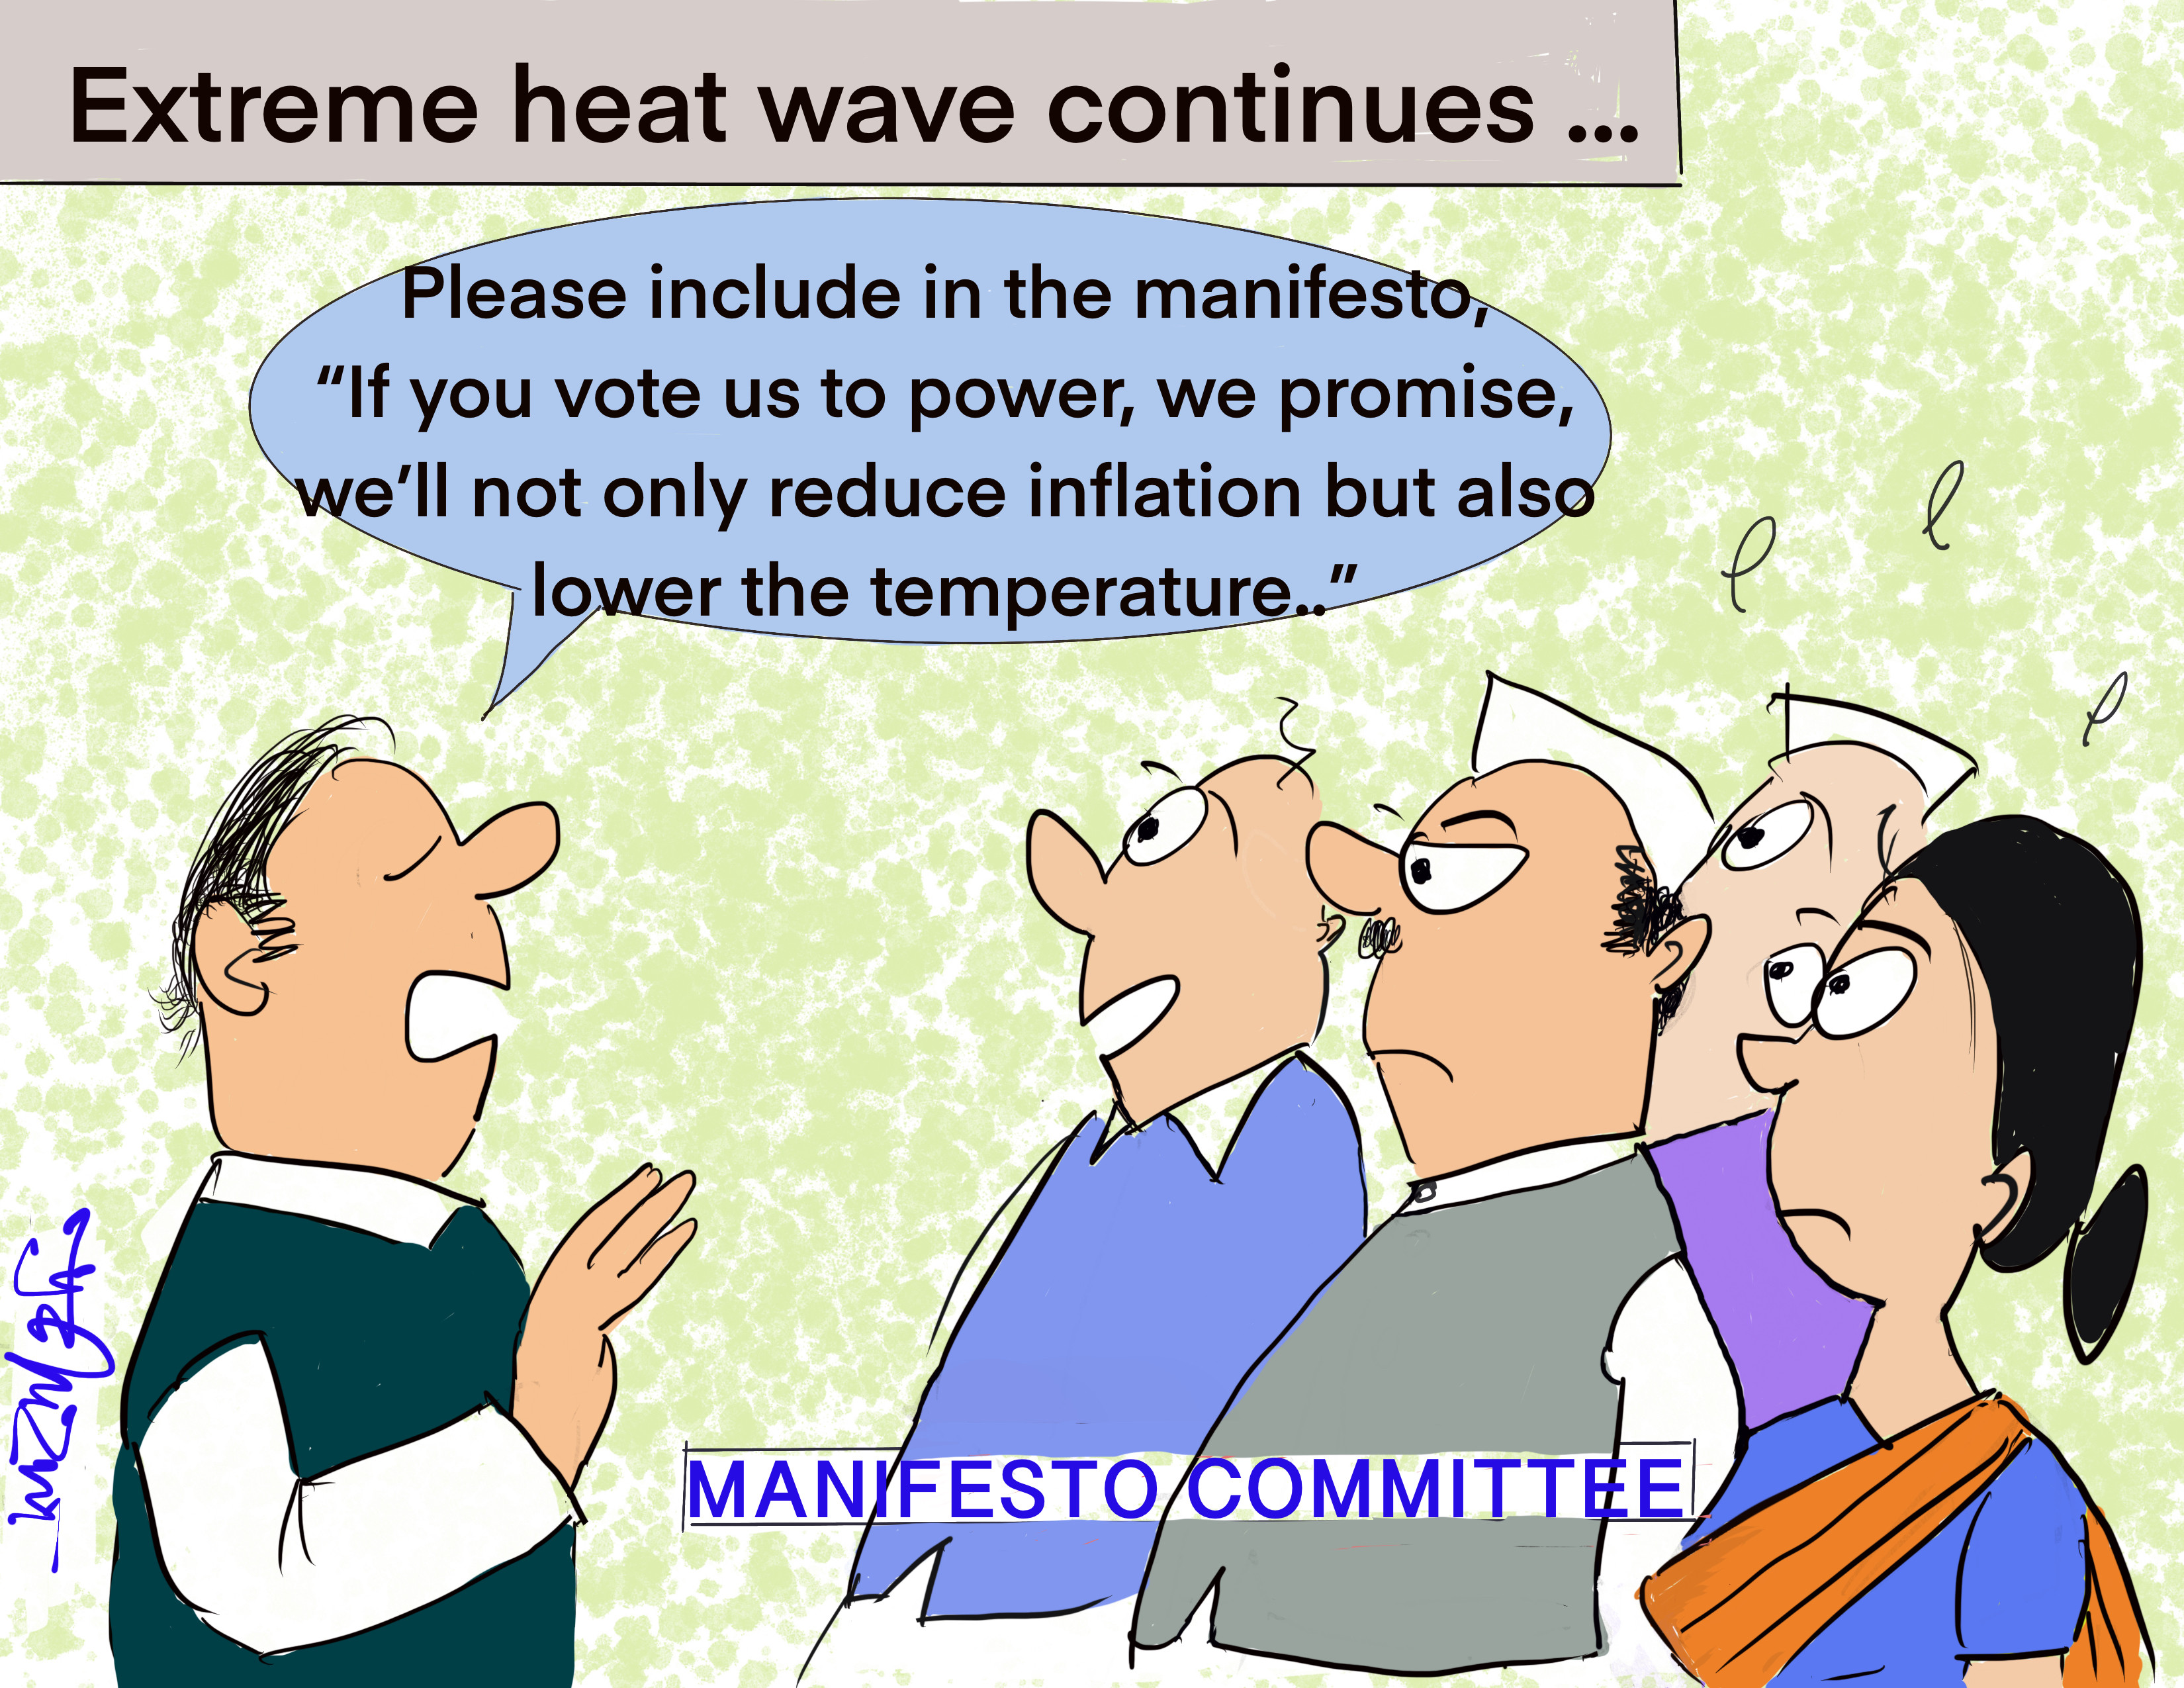 Extreme heat wave continues ...
Please include in the manifesto,
“If you vote us to power, we promise,
we’ll not only reduce inflation but also
lower the temperature..”
MANIFESTO COMMITTEE